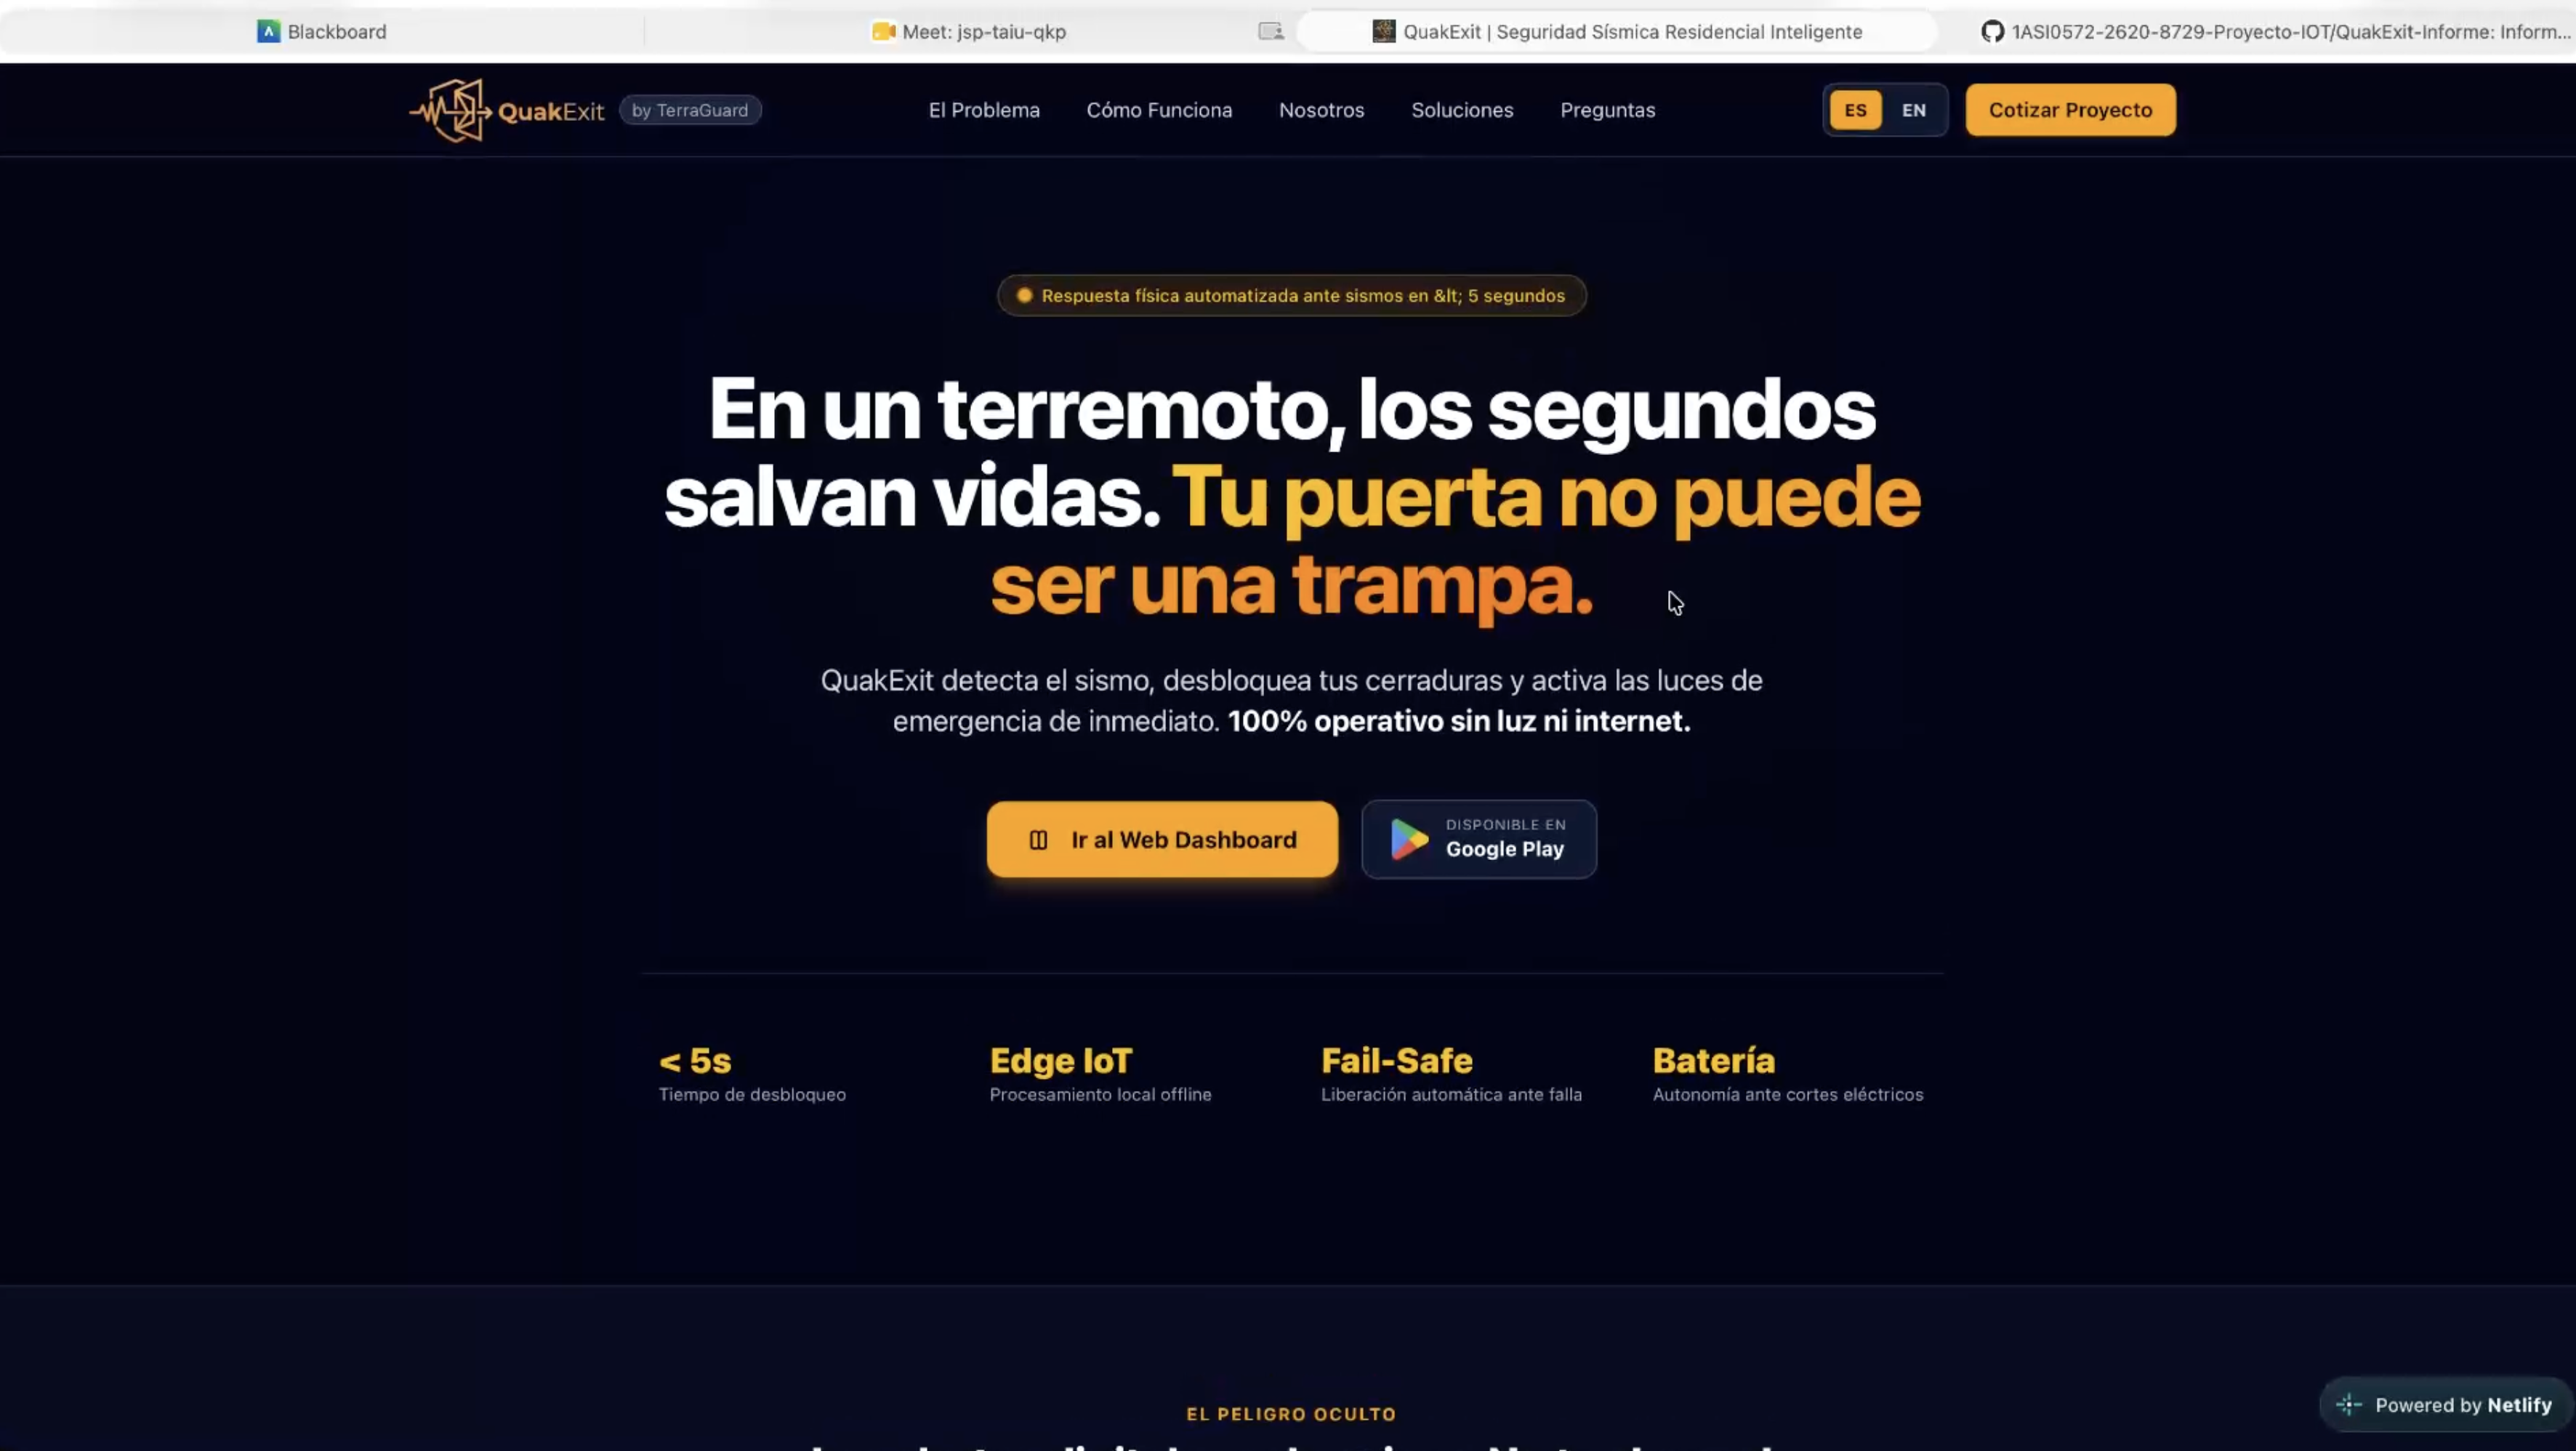 Blackboard
Meet: jsp-taiu-qkp
QuakExit | Seguridad Sísmica Residencial Inteligente
1ASI0572-2620-8729-Proyecto-IOT/QuakExit-Informe: Inform...
QuakExit
by TerraGuard
El Problema
Cómo Funciona
Nosotros
Soluciones
Preguntas
ES
EN
Cotizar Proyecto
Respuesta física automatizada ante sismos en &lt; 5 segundos
En un terremoto, los segundos
salvan vidas. Tu puerta no puede
ser una trampa.
QuakExit detecta el sismo, desbloquea tus cerraduras y activa las luces de
emergencia de inmediato. 100% operativo sin luz ni internet.
Ir al Web Dashboard
DISPONIBLE EN
Google Play
< 5s
Tiempo de desbloqueo
Edge IoT
Procesamiento local offline
Fail-Safe
Liberación automática ante falla
Batería
Autonomía ante cortes eléctricos
EL PELIGRO OCULTO
Powered by Netlify